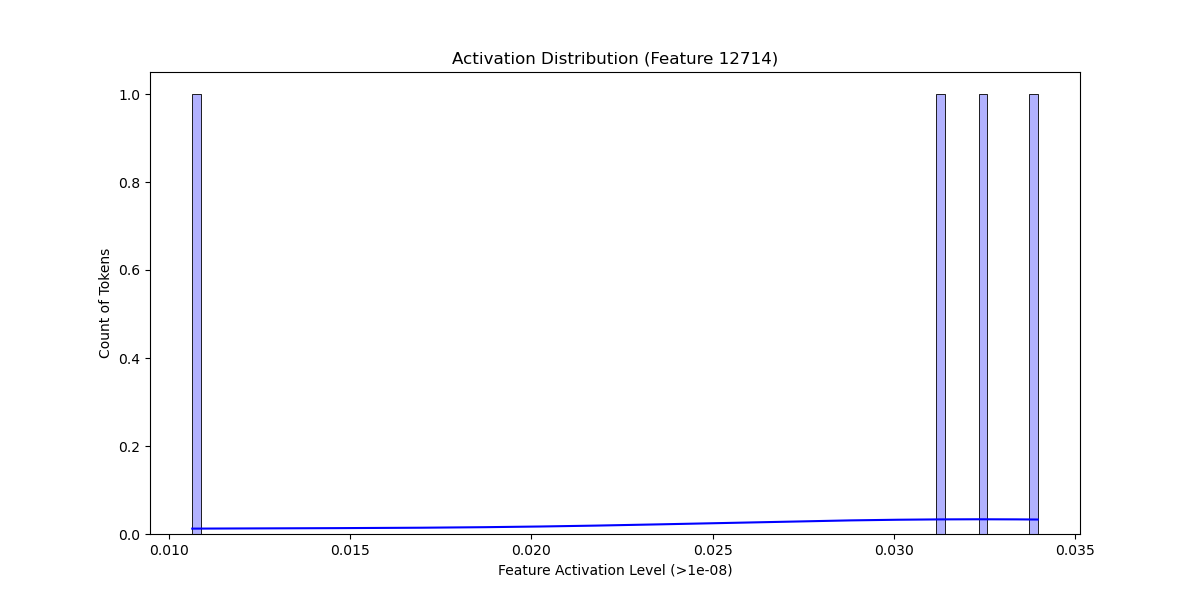 Activation Distribution (Feature 12714)
1.0
0.8
0.6
0.4
0.2
0.0
Count of Tokens
0.010 0.015 0.020 0.025 0.030 0.035
Feature Activation Level (>1e-08)